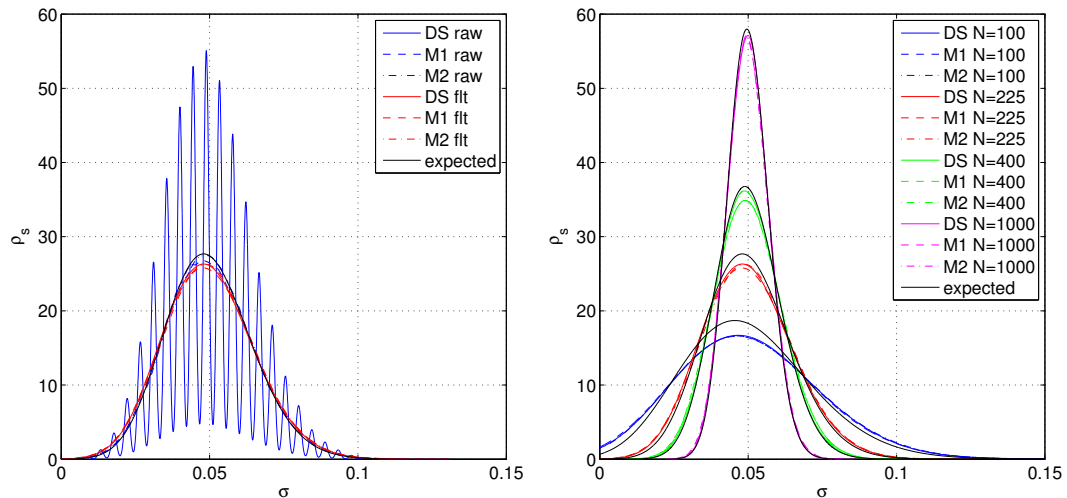 60
50
40
30
20
10
0
ρs
0
0.05
0.1
0.15
σ
DS raw
M1 raw
M2 raw
DS flt
M1 flt
M2 flt
expected
60
50
40
30
20
10
0
ρs
0
0.05
0.1
0.15
σ
DS N=100
M1 N=100
M2 N=100
DS N=225
M1 N=225
M2 N=225
DS N=400
M1 N=400
M2 N=400
DS N=1000
M1 N=1000
M2 N=1000
expected